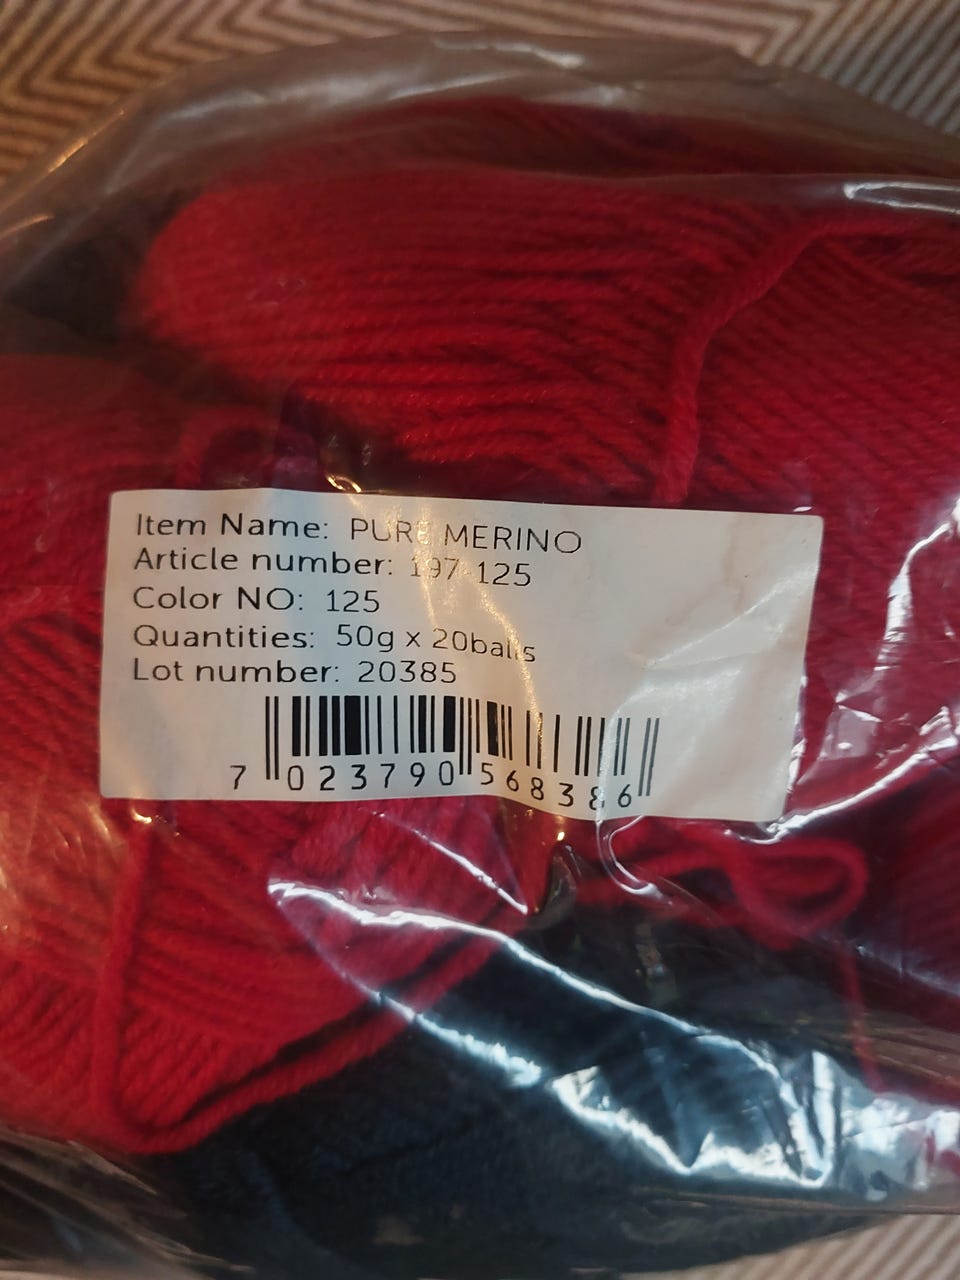 Item Name: PURE MERINO
Article number: 197-125
Color NO: 125
Quantities: 50g x 20balls
Lot number: 20385
7 023790 568386